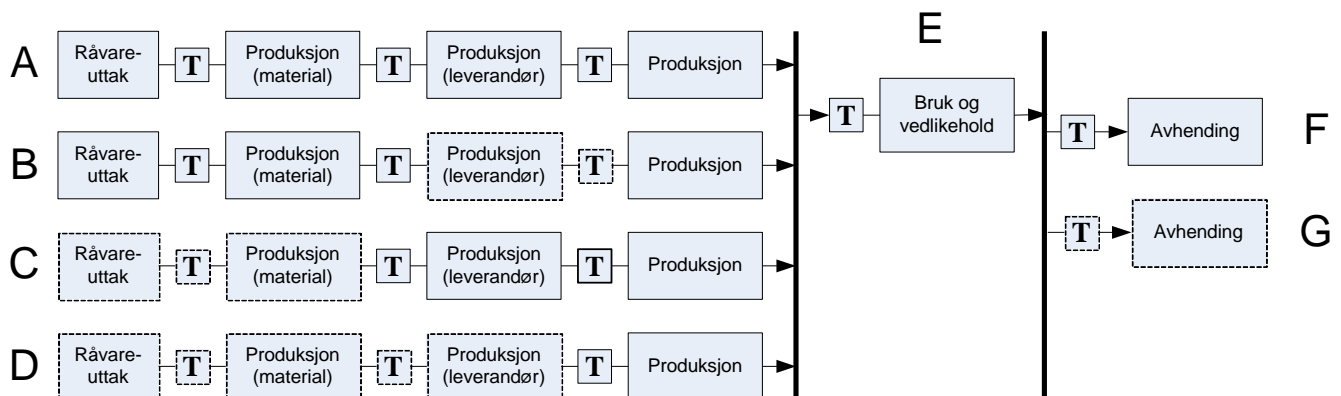 E
A
Råvare-
uttak
T
Produksjon
(material)
T
Produksjon
(leverandør)
T
Produksjon
B
Råvare-
uttak
T
Produksjon
(material)
T
Produksjon
(leverandør)
T
Produksjon
C
Råvare-
uttak
T
Produksjon
(material)
T
Produksjon
(leverandør)
T
Produksjon
D
Råvare-
uttak
T
Produksjon
(material)
T
Produksjon
(leverandør)
T
Produksjon
T
Bruk og
vedlikehold
T
Avhending
F
T
Avhending
G